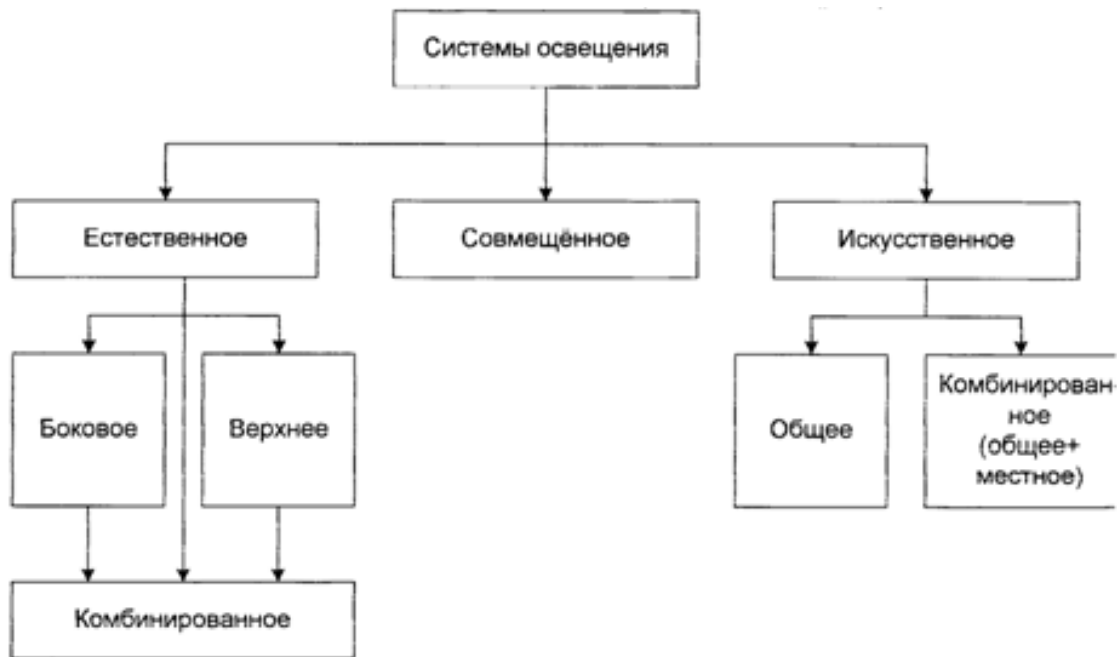 Системы освещения
Естественное
Совмещённое
Искусственное
Боковое
Верхнее
Общее
Комбинирован-
ное
(общее+
местное)
Комбинированное